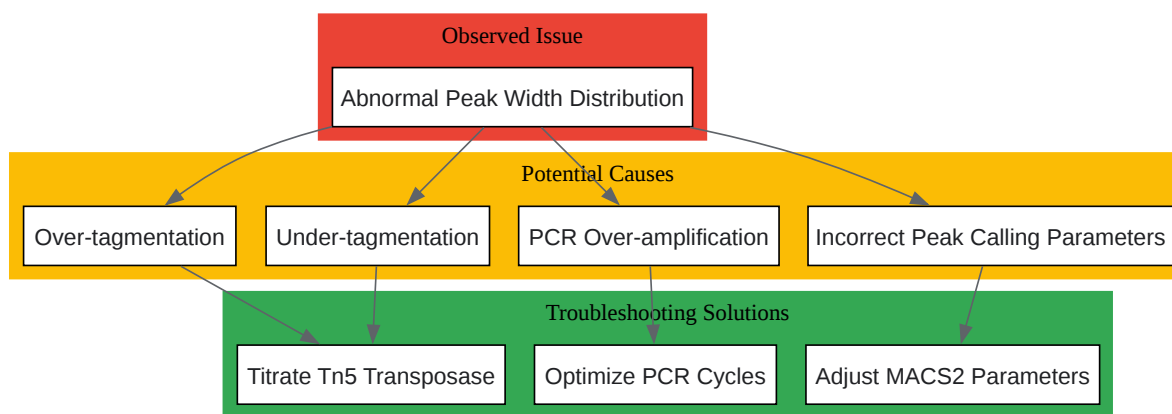 Observed Issue
Abnormal Peak Width Distribution
Potential Causes
Over-tagmentation
Under-tagmentation
PCR Over-amplification
Incorrect Peak Calling Parameters
Troubleshooting Solutions
Titrate Tn5 Transposase
Optimize PCR Cycles
Adjust MACS2 Parameters